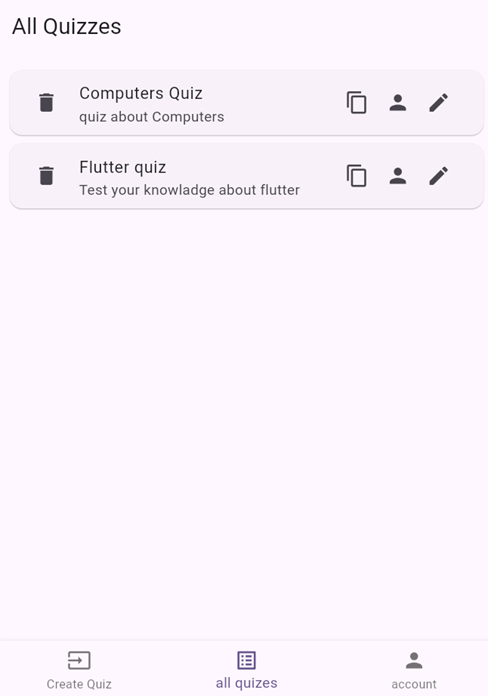 All Quizzes
Computers Quiz
quiz about Computers
Flutter quiz
Test your knowladge about flutter
Create Quiz
all quizes
account